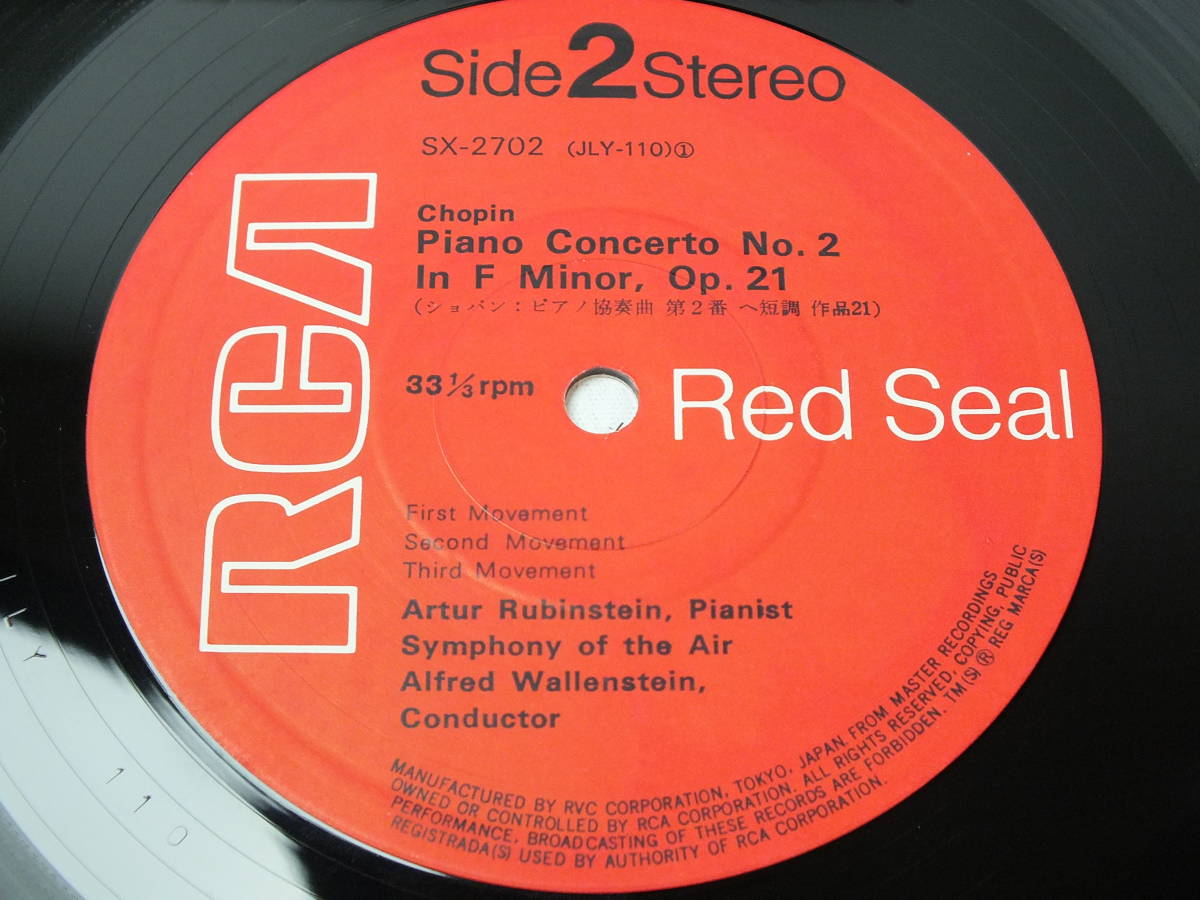 Side 2 Stereo
SX-2702 (JLY-110)①
Chopin
Piano Concerto No. 2
In F Minor, Op. 21
(ショパン:ピアノ協奏曲 第2番 ヘ短調 作品21)
RCA
33 1/3 rpm
Red Seal
First Movement
Second Movement
Third Movement
Artur Rubinstein, Pianist
Symphony of the Air
Alfred Wallenstein,
Conductor
MANUFACTURED BY RVC CORPORATION, TOKYO, JAPAN. FROM MASTER RECORDINGS
OWNED OR CONTROLLED BY RCA CORPORATION. ALL RIGHTS RESERVED, COPYING, PUBLIC
PERFORMANCE, BROADCASTING OF THESE RECORDS ARE FORBIDDEN. TM(S) ® REG MARCA(S)
REGISTRADA(S) USED BY AUTHORITY OF RCA CORPORATION.
L Y 110